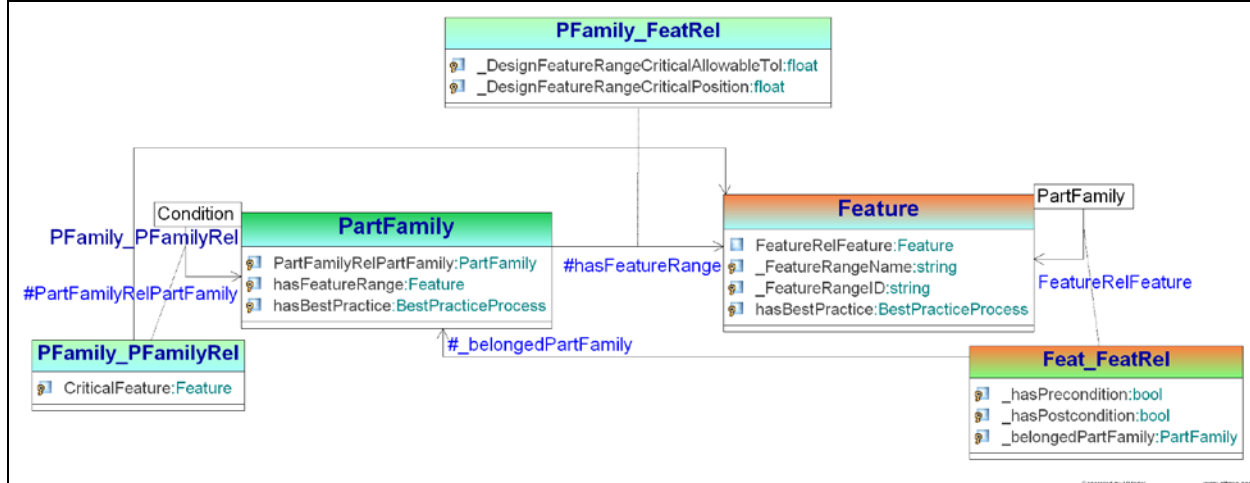 PFamily_FeatRel
_DesignFeatureRangeCriticalAllowableTol:float
_DesignFeatureRangeCriticalPosition:float
Condition
PFamily_PFamilyRel
#PartFamilyRelPartFamily
PartFamily
PartFamilyRelPartFamily:PartFamily
hasFeatureRange:Feature
hasBestPractice:BestPracticeProcess
#hasFeatureRange
Feature
FeatureRelFeature:Feature
_FeatureRangeName:string
_FeatureRangeID:string
hasBestPractice:BestPracticeProcess
PartFamily
FeatureRelFeature
#_belongedPartFamily
PFamily_PFamilyRel
CriticalFeature:Feature
Feat_FeatRel
_hasPrecondition:bool
_hasPostcondition:bool
_belongedPartFamily:PartFamily